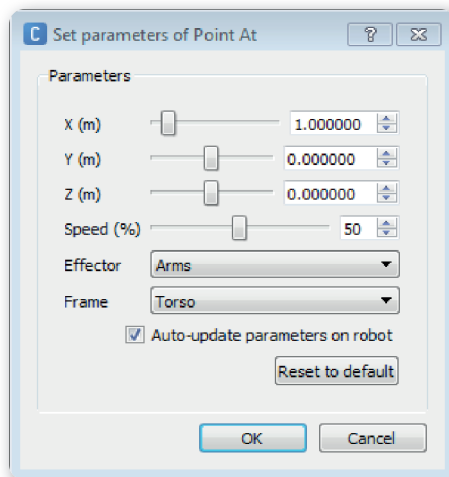 C Set parameters of Point At ?
Parameters
X (m) 1.000000
Y (m) 0.000000
Z (m) 0.000000
Speed (%) 50
Effector Arms
Frame Torso
Auto-update parameters on robot
Reset to default
OK Cancel